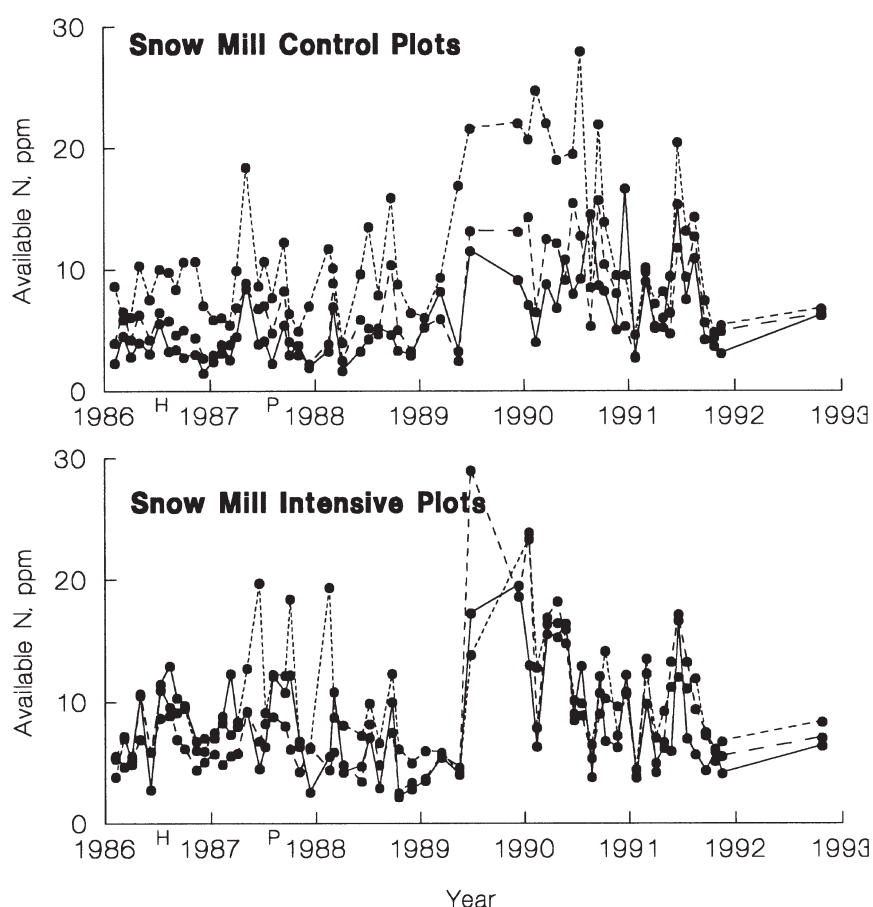 30
Snow Mill Control Plots
20
Available N, ppm
10
0
1986 H 1987 P 1988 1989 1990 1991 1992 1993
30
Snow Mill Intensive Plots
20
Available N, ppm
10
0
1986 H 1987 P 1988 1989 1990 1991 1992 1993
Year